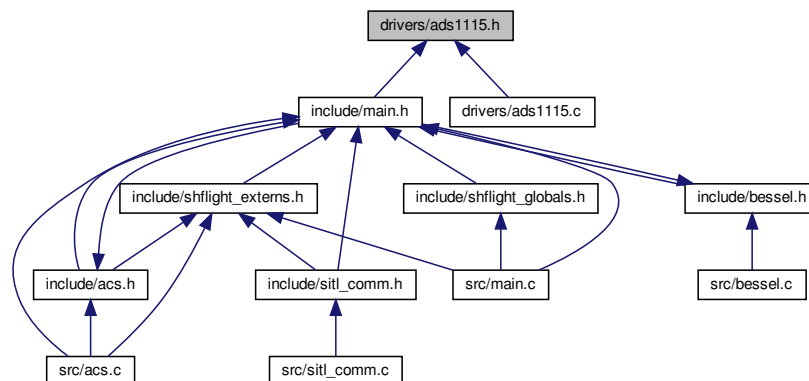 drivers/ads1115.h
include/main.h
drivers/ads1115.c
include/shflight_externs.h
include/shflight_globals.h
include/bessel.h
include/acs.h
include/sitl_comm.h
src/main.c
src/bessel.c
src/acs.c
src/sitl_comm.c